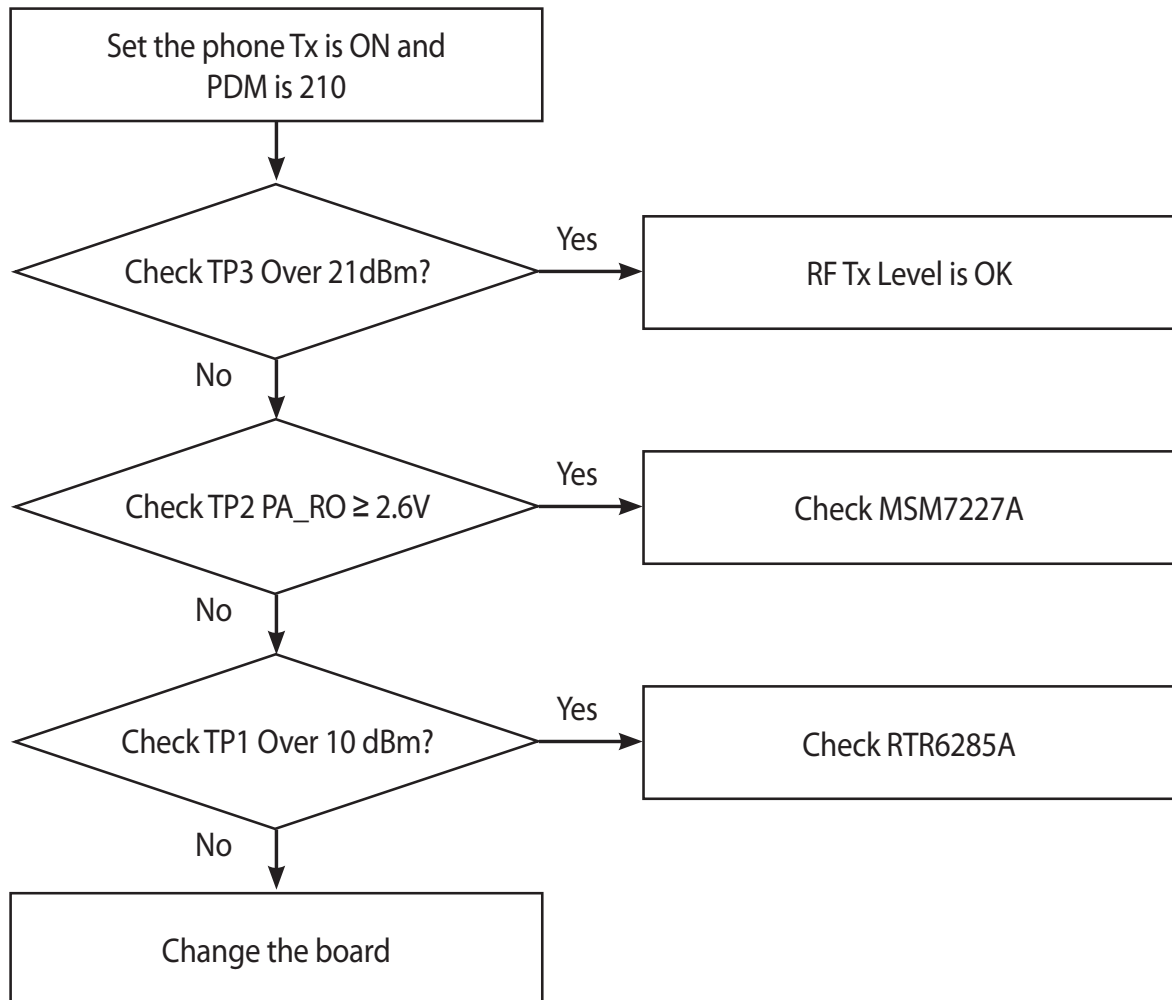 Set the phone Tx is ON and
PDM is 210
Check TP3 Over 21dBm?
Yes
RF Tx Level is OK
No
Check TP2 PA_RO ≥ 2.6V
Yes
Check MSM7227A
No
Check TP1 Over 10 dBm?
Yes
Check RTR6285A
No
Change the board